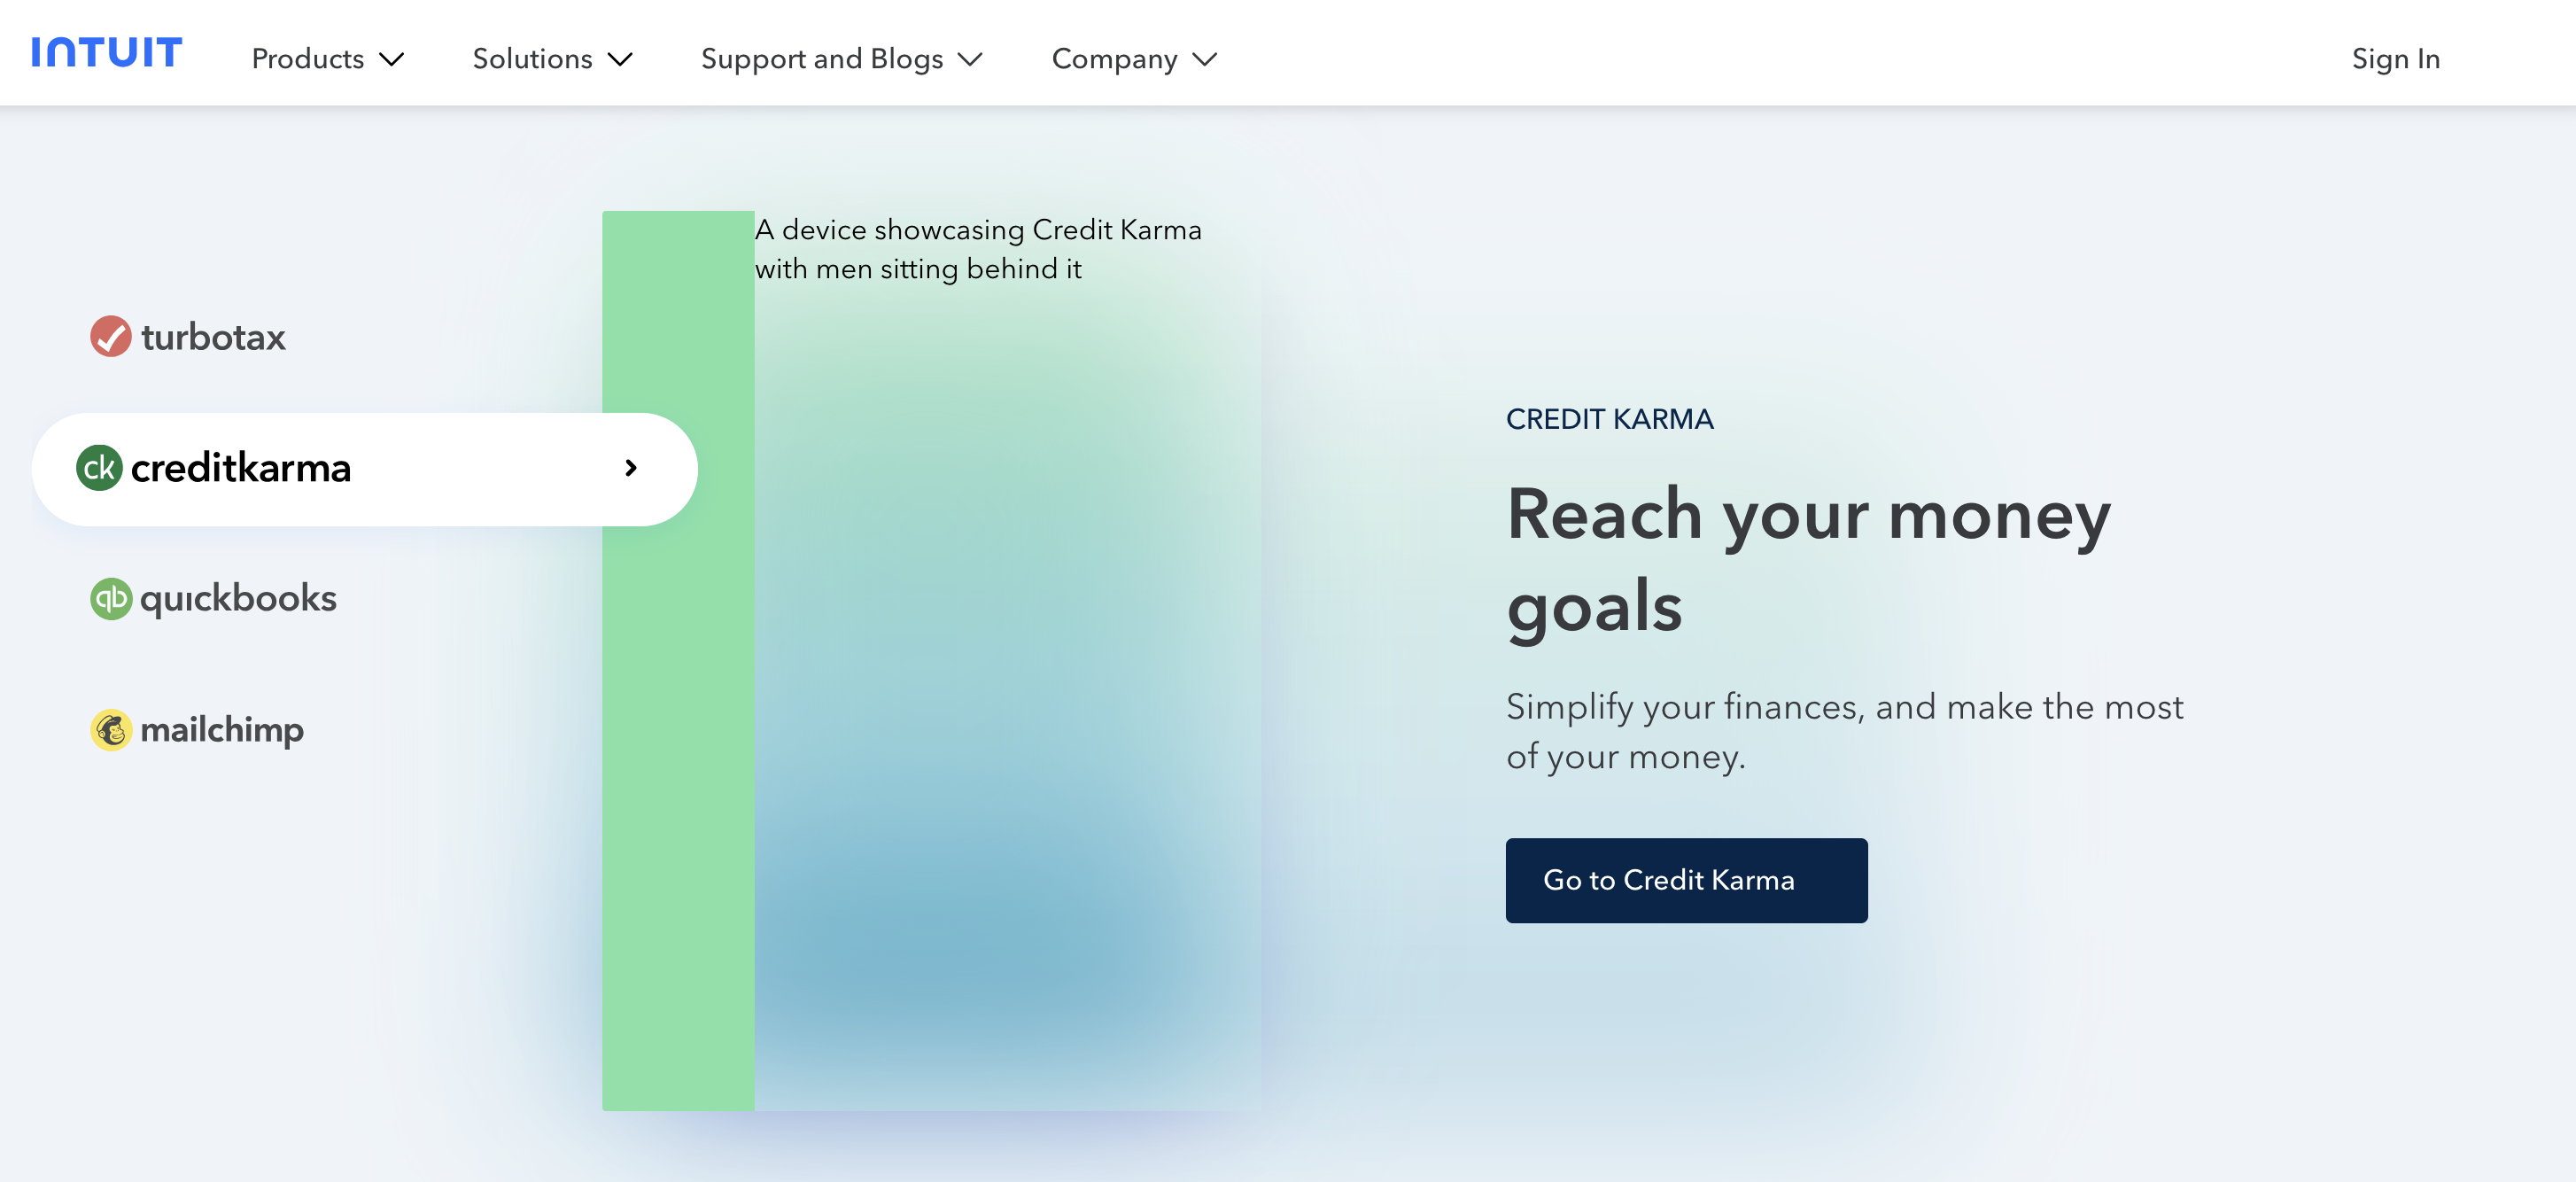 INTUIT
Products
Solutions
Support and Blogs
Company
Sign In
turbotax
ck creditkarma
qb quickbooks
mailchimp
A device showcasing Credit Karma
with men sitting behind it
CREDIT KARMA
Reach your money
goals
Simplify your finances, and make the most
of your money.
Go to Credit Karma